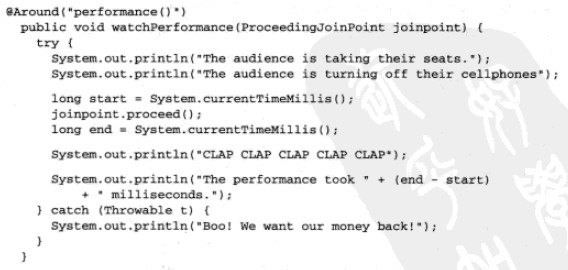 @Around("performance()")
public void watchPerformance(ProceedingJoinPoint joinpoint) {
try {
System.out.println("The audience is taking their seats.");
System.out.println("The audience is turning off their cellphones");
long start = System.currentTimeMillis();
joinpoint.proceed();
long end = System.currentTimeMillis();
System.out.println("CLAP CLAP CLAP CLAP CLAP");
System.out.println("The performance took " + (end - start)
+ " milliseconds.");
} catch (Throwable t) {
System.out.println("Boo! We want our money back!");
}
}